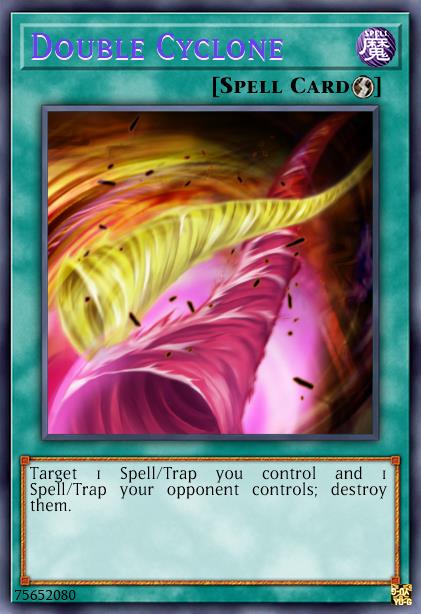 DOUBLE CYCLONE
SPELL
魔
[SPELL CARD]
Target 1 Spell/Trap you control and 1
Spell/Trap your opponent controls; destroy
them.
75652080